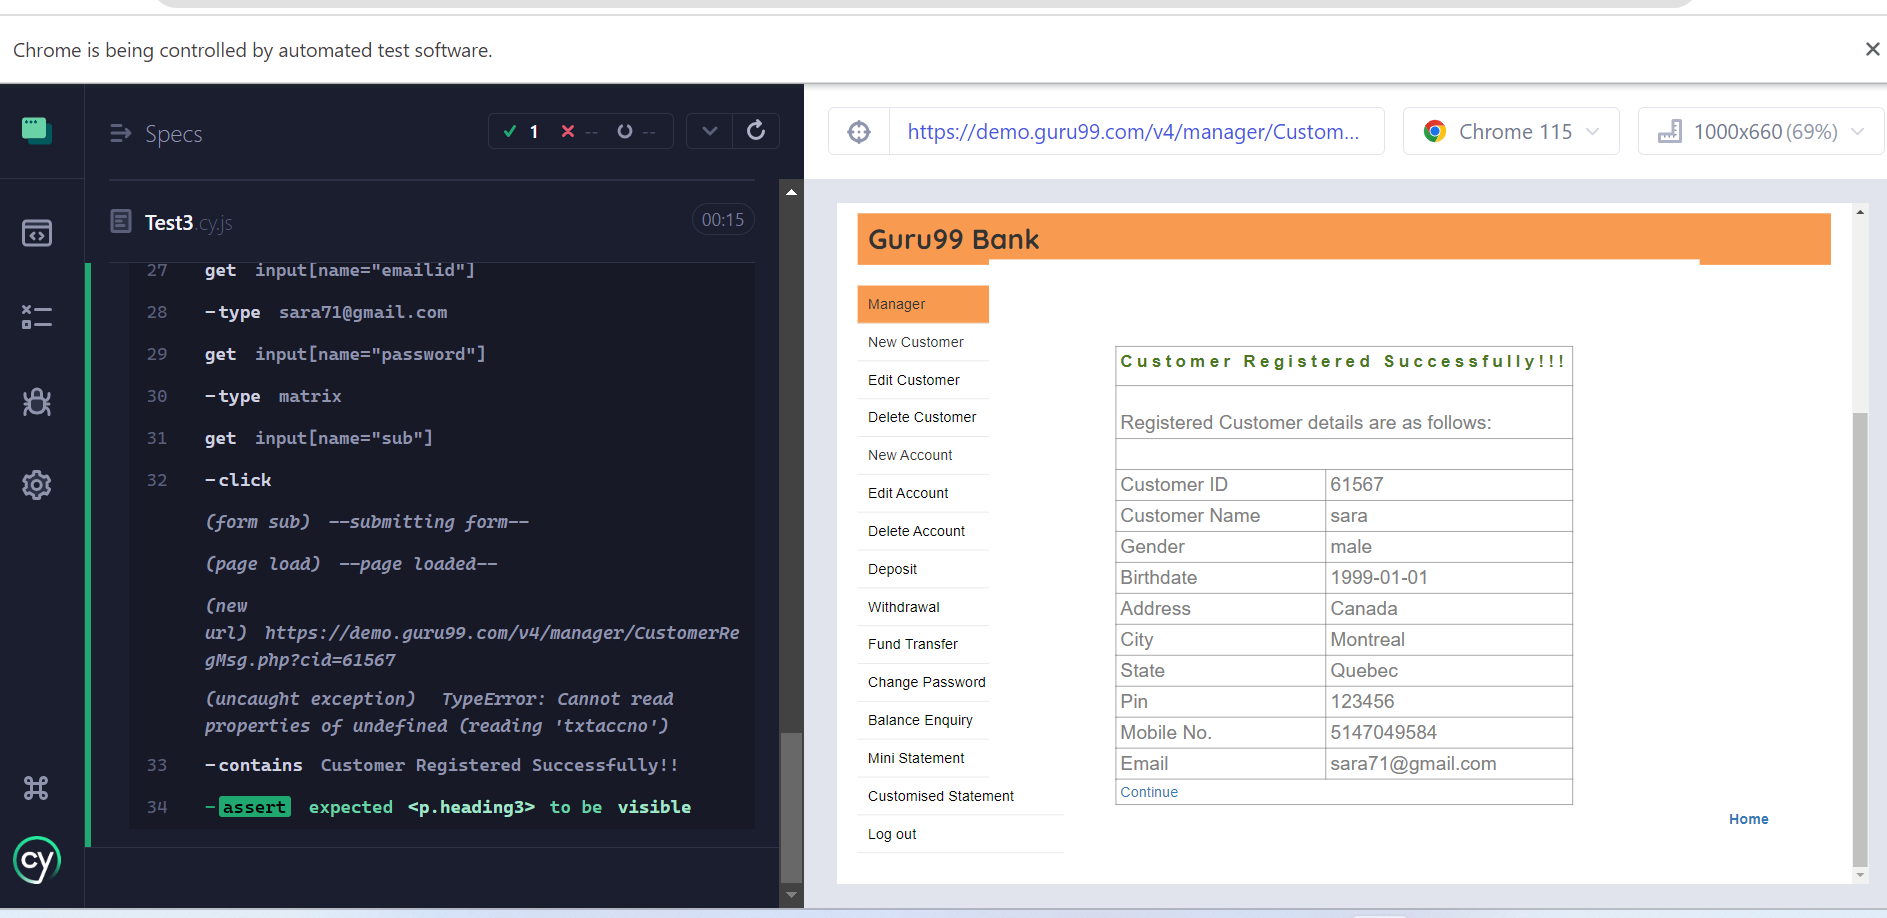 Chrome is being controlled by automated test software.
Specs
1
--
--
https://demo.guru99.com/v4/manager/Custom...
Chrome 115
1000x660 (69%)
Test3.cy.js
00:15
27 get input[name="emailid"]
28 -type sara71@gmail.com
29 get input[name="password"]
30 -type matrix
31 get input[name="sub"]
32 -click
(form sub) --submitting form--
(page load) --page loaded--
(new
url) https://demo.guru99.com/v4/manager/CustomerRe
gMsg.php?cid=61567
(uncaught exception) TypeError: Cannot read
properties of undefined (reading 'txtaccno')
33 -contains Customer Registered Successfully!!
34 -assert expected <p.heading3> to be visible
cy
Guru99 Bank
Manager
New Customer
Edit Customer
Delete Customer
New Account
Edit Account
Delete Account
Deposit
Withdrawal
Fund Transfer
Change Password
Balance Enquiry
Mini Statement
Customised Statement
Log out
Customer Registered Successfully!!!
Registered Customer details are as follows:
Customer ID 61567
Customer Name sara
Gender male
Birthdate 1999-01-01
Address Canada
City Montreal
State Quebec
Pin 123456
Mobile No. 5147049584
Email sara71@gmail.com
Continue
Home